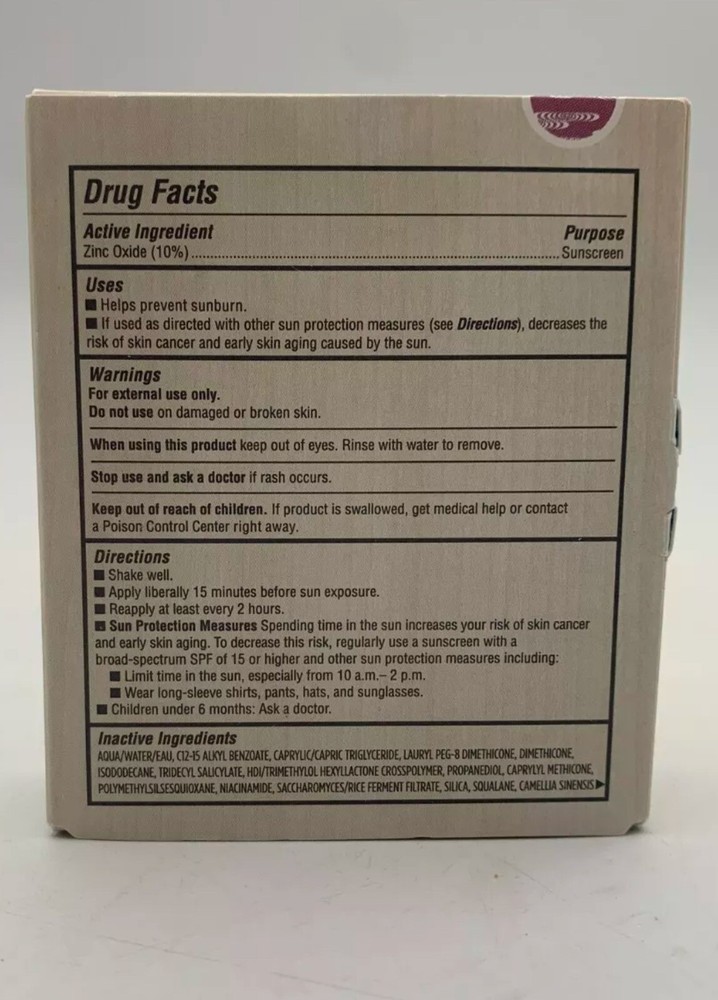 Drug Facts
Active Ingredient Purpose
Zinc Oxide (10%)........................................................................................ Sunscreen
Uses
■ Helps prevent sunburn.
■ If used as directed with other sun protection measures (see Directions), decreases the
risk of skin cancer and early skin aging caused by the sun.
Warnings
For external use only.
Do not use on damaged or broken skin.
When using this product keep out of eyes. Rinse with water to remove.
Stop use and ask a doctor if rash occurs.
Keep out of reach of children. If product is swallowed, get medical help or contact
a Poison Control Center right away.
Directions
■ Shake well.
■ Apply liberally 15 minutes before sun exposure.
■ Reapply at least every 2 hours.
■ Sun Protection Measures Spending time in the sun increases your risk of skin cancer
and early skin aging. To decrease this risk, regularly use a sunscreen with a
broad-spectrum SPF of 15 or higher and other sun protection measures including:
■ Limit time in the sun, especially from 10 a.m.– 2 p.m.
■ Wear long-sleeve shirts, pants, hats, and sunglasses.
■ Children under 6 months: Ask a doctor.
Inactive Ingredients
AQUA/WATER/EAU, C12-15 ALKYL BENZOATE, CAPRYLIC/CAPRIC TRIGLYCERIDE, LAURYL PEG-8 DIMETHICONE, DIMETHICONE,
ISODODECANE, TRIDECYL SALICYLATE, HDI/TRIMETHYLOL HEXYLLACTONE CROSSPOLYMER, PROPANEDIOL, CAPRYLYL METHICONE,
POLYMETHYLSILSESQUIOXANE, NIACINAMIDE, SACCHAROMYCES/RICE FERMENT FILTRATE, SILICA, SQUALANE, CAMELLIA SINENSIS ▶